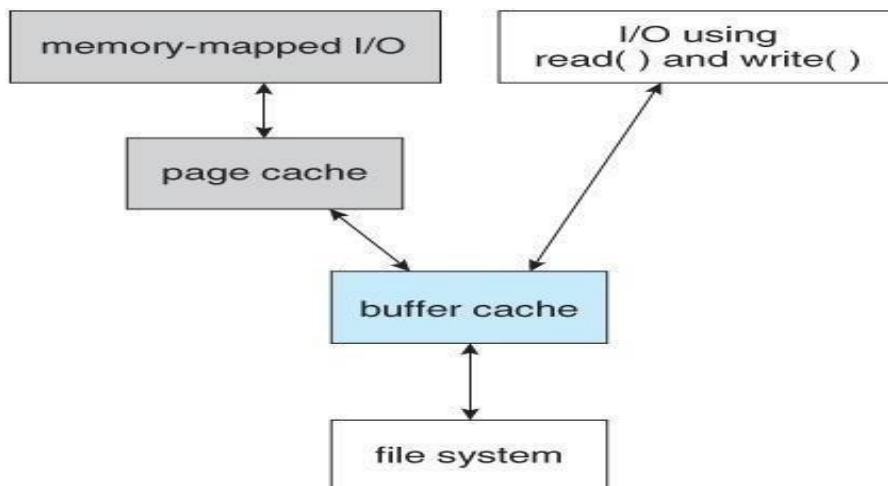 memory-mapped I/O
I/O using
read( ) and write( )
page cache
buffer cache
file system